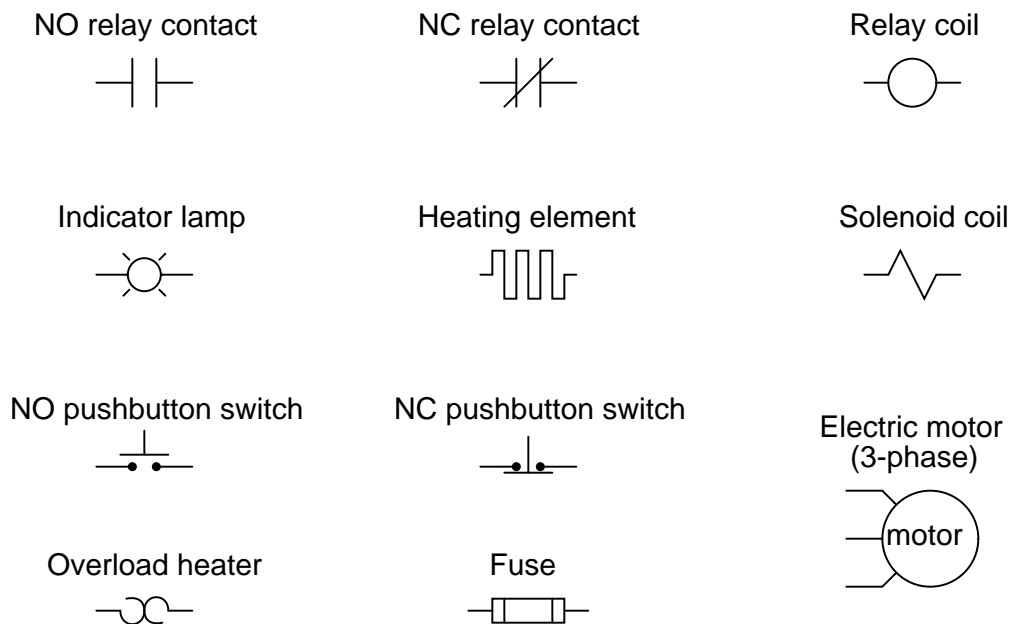 NO relay contact
NC relay contact
Relay coil
Indicator lamp
Heating element
Solenoid coil
NO pushbutton switch
NC pushbutton switch
Electric motor
(3-phase)
motor
Overload heater
Fuse